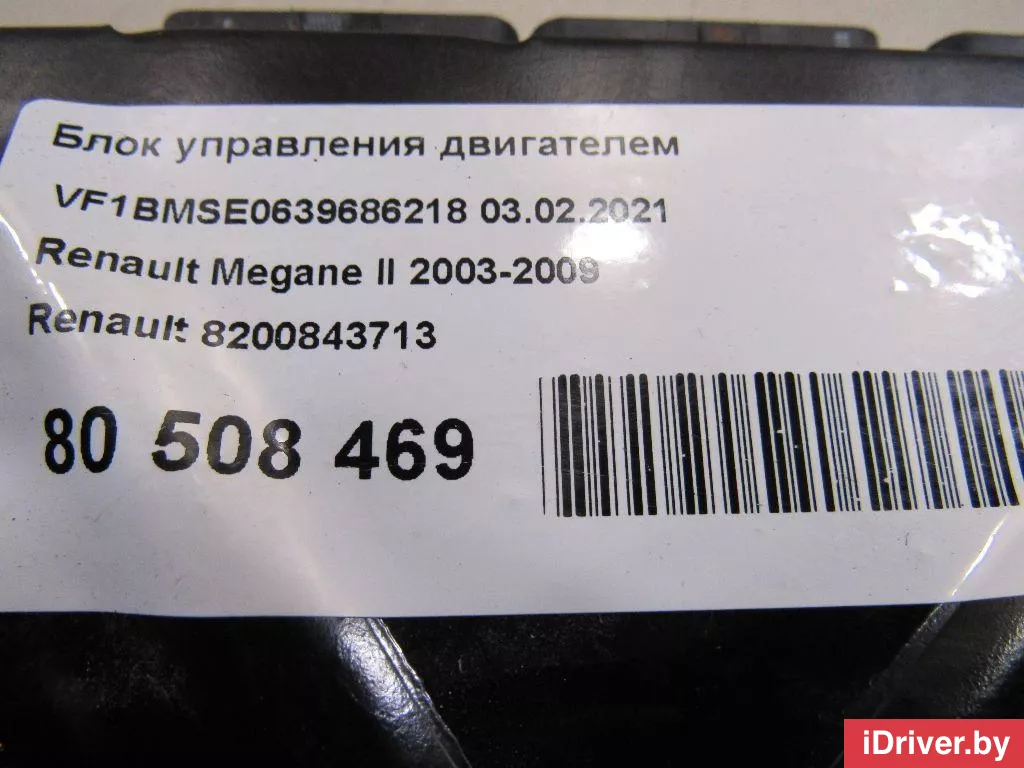 Блок управления двигателем
VF1BMSE0639686218 03.02.2021
Renault Megane II 2003-2009
Renault 8200843713
80 508 469
iDriver.by